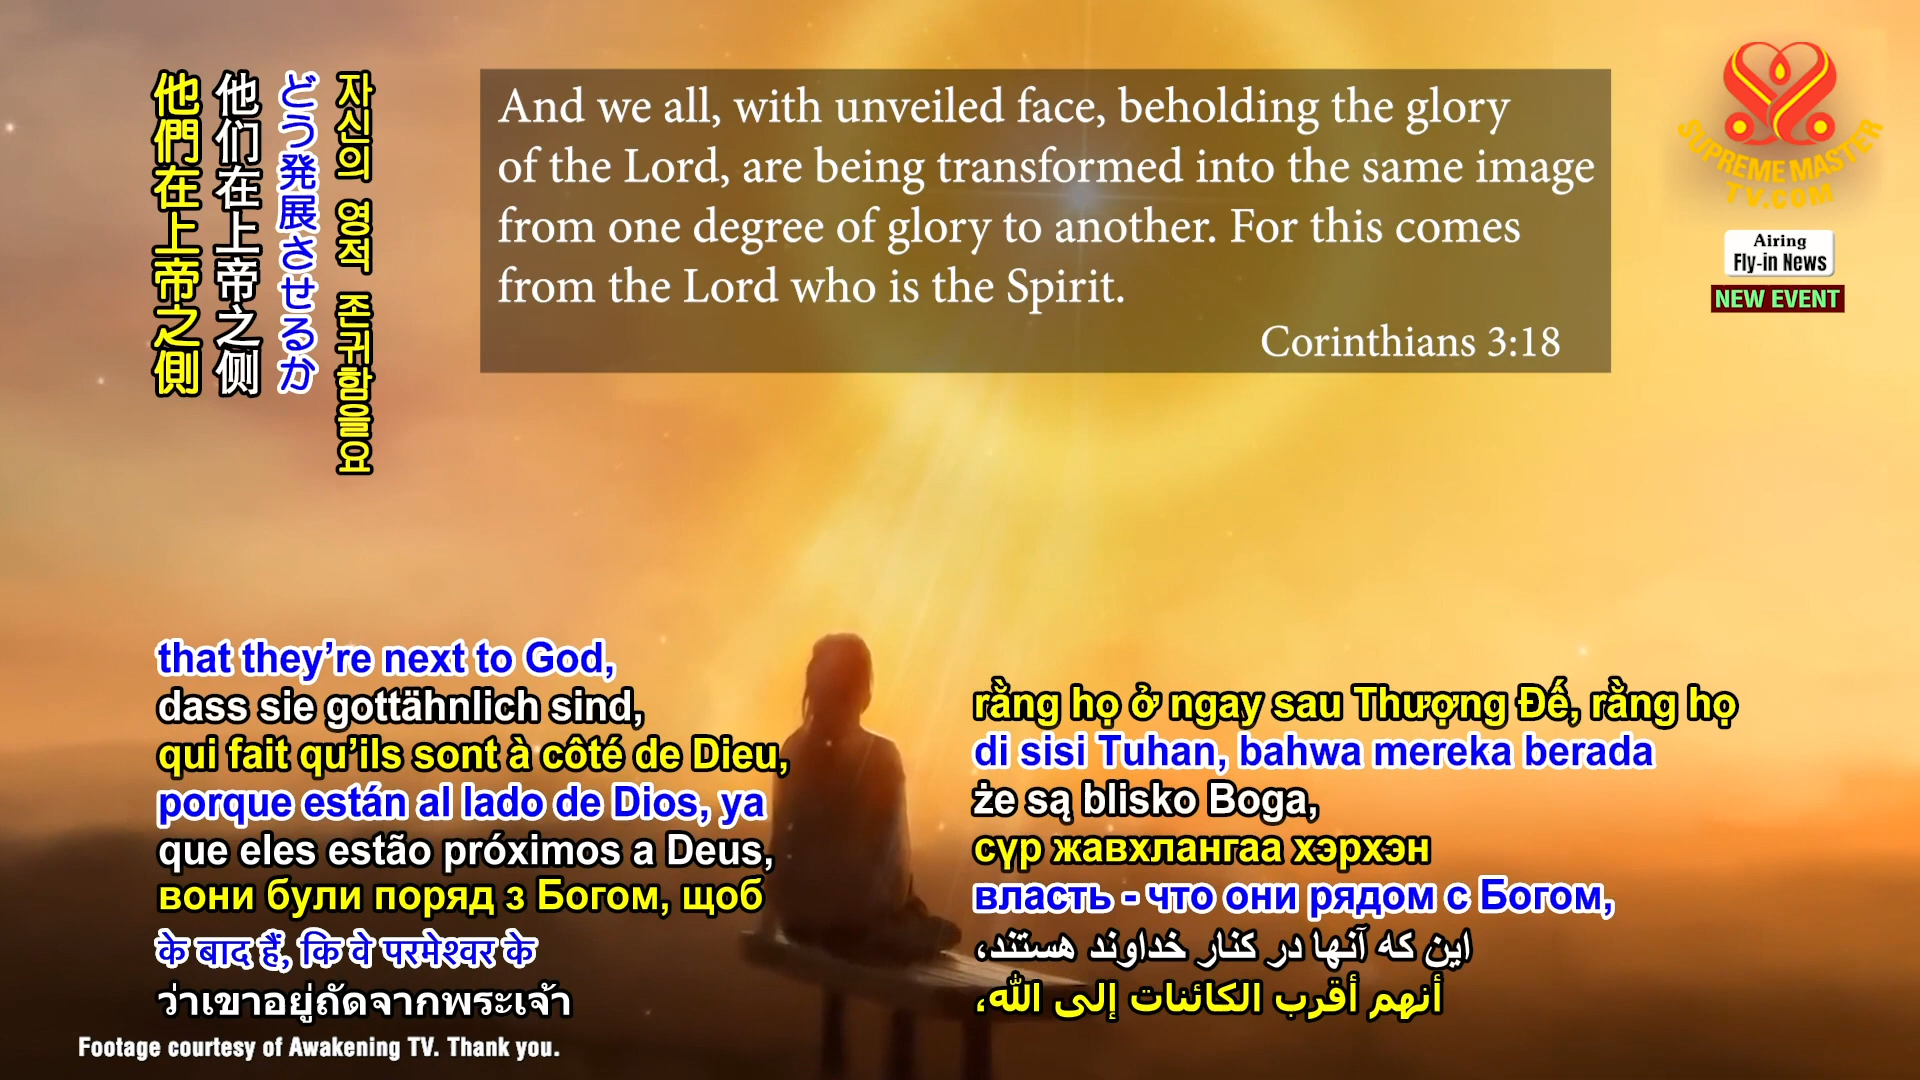 他們在上帝之側
他们在上帝之侧
どう発展させるか
자신의 영적 존귀함을요
And we all, with unveiled face, beholding the glory
of the Lord, are being transformed into the same image
from one degree of glory to another. For this comes
from the Lord who is the Spirit.
Corinthians 3:18
SUPREME MASTER
TV.COM
Airing
Fly-in News
NEW EVENT
that they’re next to God,
dass sie gottähnlich sind,
qui fait qu’ils sont à côté de Dieu,
porque están al lado de Dios, ya
que eles estão próximos a Deus,
вони були поряд з Богом, щоб
के बाद हैं, कि वे परमेश्वर के
ว่าเขาอยู่ถัดจากพระเจ้า
rằng họ ở ngay sau Thượng Đế, rằng họ
di sisi Tuhan, bahwa mereka berada
że są blisko Boga,
сүр жавхлангаа хэрхэн
власть - что они рядом с Богом,
این که آنها در کنار خداوند هستند،
أنهم أقرب الكائنات إلى الله،
Footage courtesy of Awakening TV. Thank you.